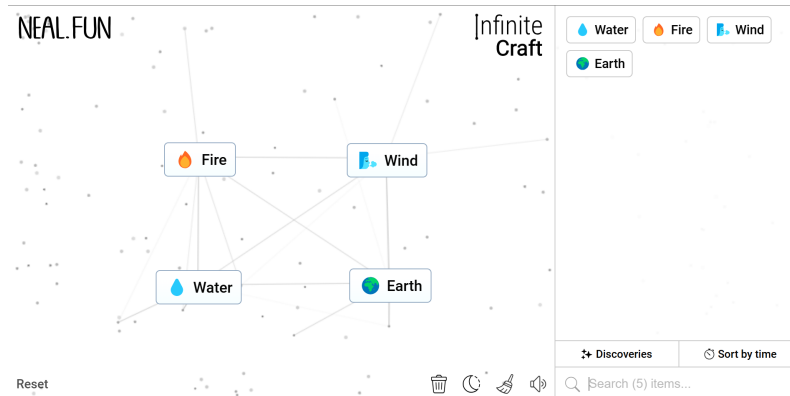 NEAL.FUN
Infinite
Craft
Fire
Wind
Water
Earth
Reset
Water
Fire
Wind
Earth
Discoveries
Sort by time
Search (5) items...